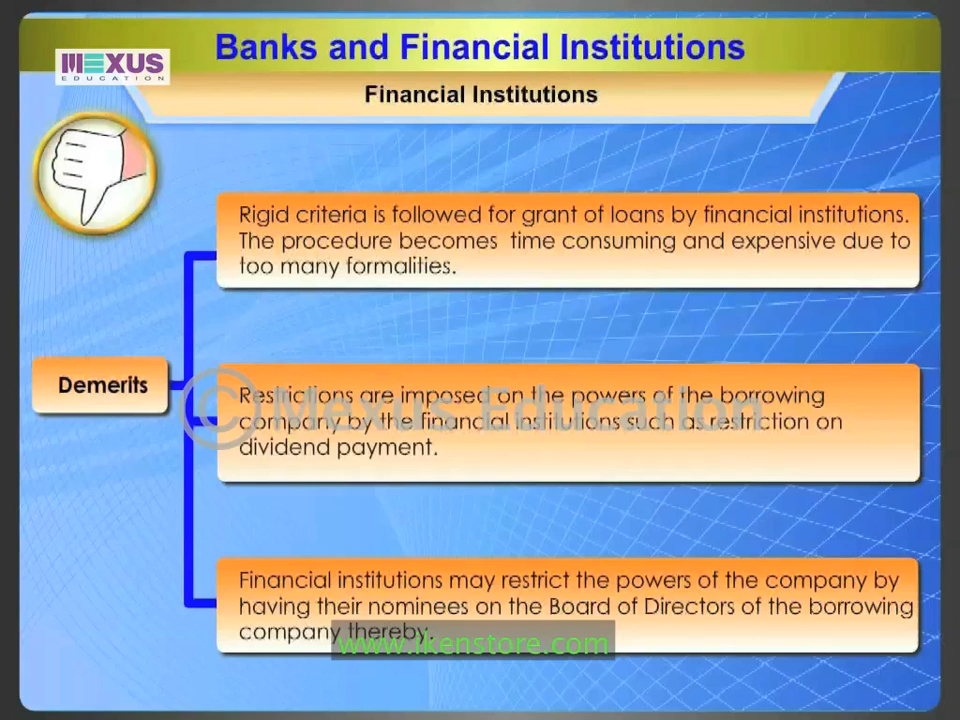 Banks and Financial Institutions
MEXUS
EDUCATION
Financial Institutions
Rigid criteria is followed for grant of loans by financial institutions.
The procedure becomes time consuming and expensive due to
too many formalities.
Demerits
Restrictions are imposed on the powers of the borrowing
company by the financial institutions such as restriction on
dividend payment.
© Mexus Education
Financial institutions may restrict the powers of the company by
having their nominees on the Board of Directors of the borrowing
company thereby.
www.ikenstore.com